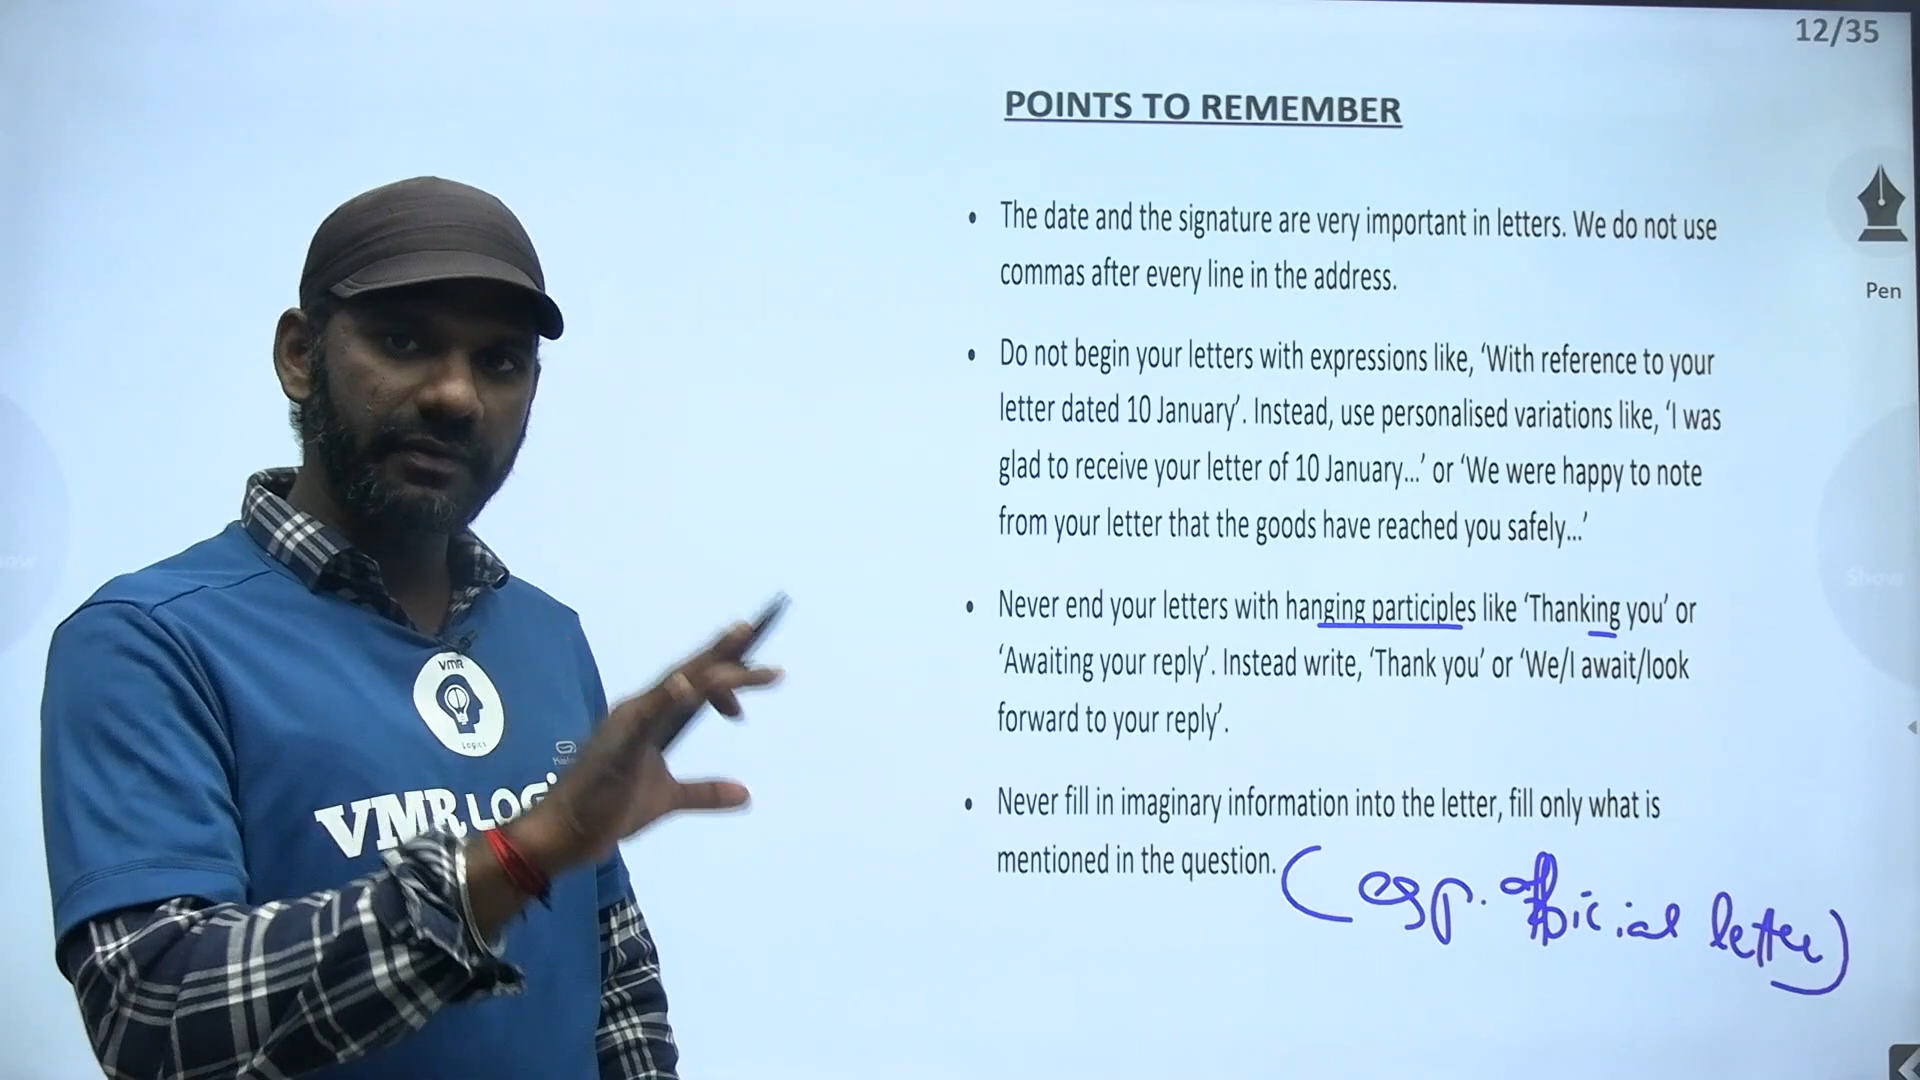 12/35
POINTS TO REMEMBER
• The date and the signature are very important in letters. We do not use
commas after every line in the address.
Pen
• Do not begin your letters with expressions like, ‘With reference to your
letter dated 10 January’. Instead, use personalised variations like, ‘I was
glad to receive your letter of 10 January...’ or ‘We were happy to note
from your letter that the goods have reached you safely...’
Show
• Never end your letters with hanging participles like ‘Thanking you’ or
‘Awaiting your reply’. Instead write, ‘Thank you’ or ‘We/I await/look
forward to your reply’.
• Never fill in imaginary information into the letter, fill only what is
mentioned in the question. (esp. official letter)
VMR
Logics
VMR LOGI